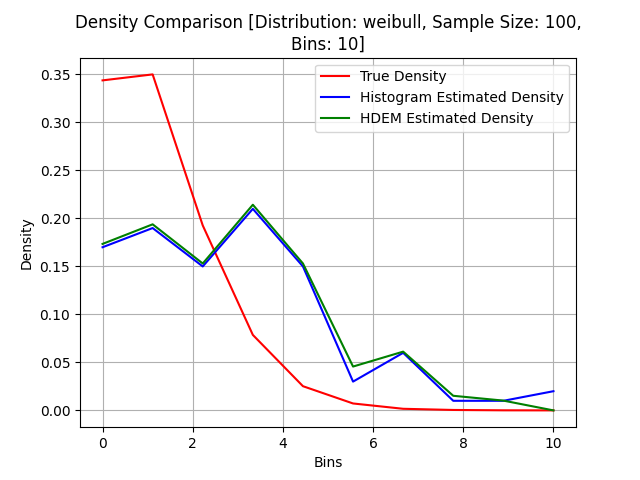 Density Comparison [Distribution: weibull, Sample Size: 100,
Bins: 10]
True Density
Histogram Estimated Density
HDEM Estimated Density
Density
0.35
0.30
0.25
0.20
0.15
0.10
0.05
0.00
0 2 4 6 8 10
Bins